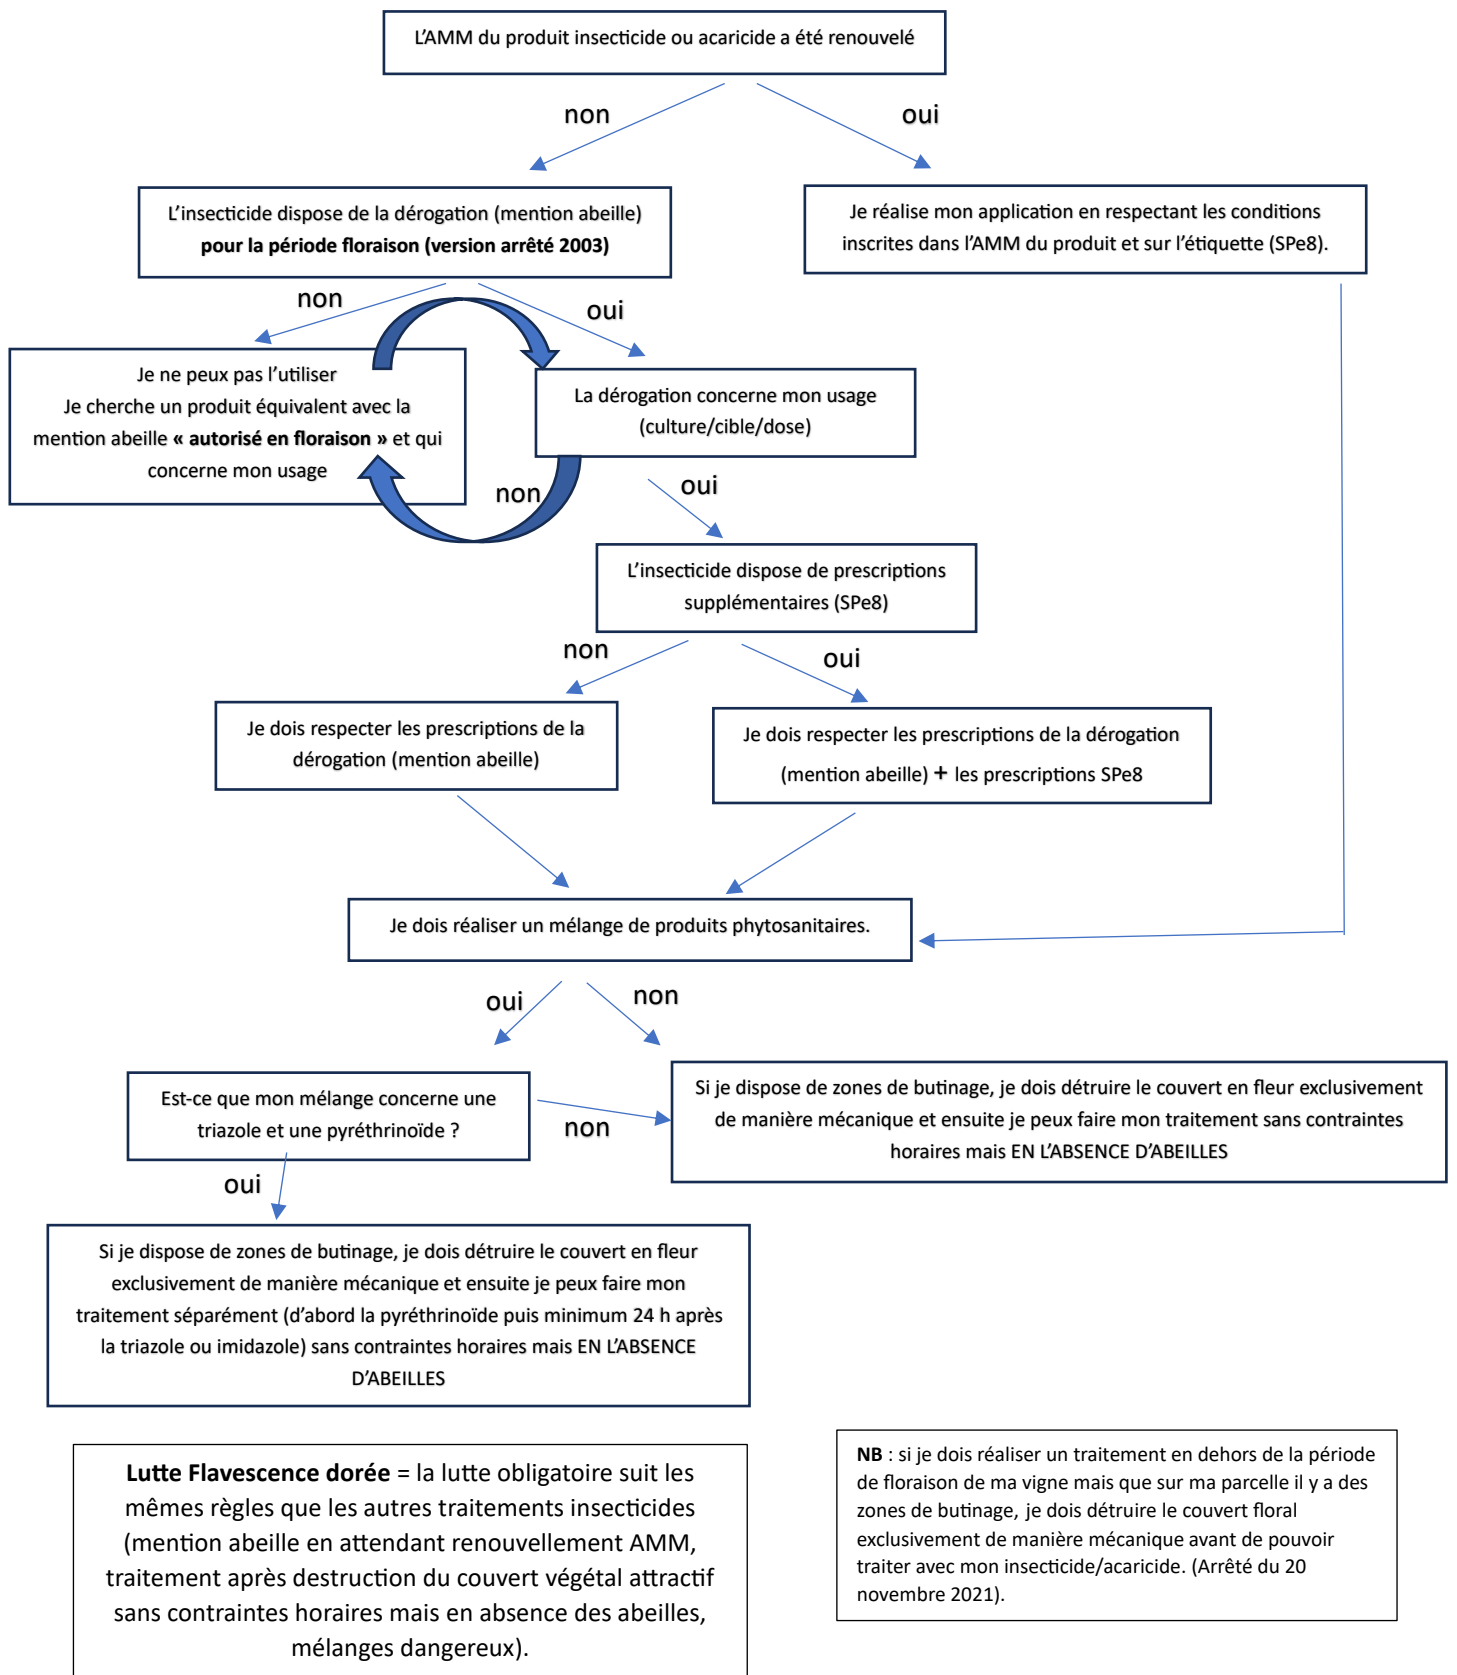 L'AMM du produit insecticide ou acaricide a été renouvelé
non
oui
L'insecticide dispose de la dérogation (mention abeille)
pour la période floraison (version arrêté 2003)
Je réalise mon application en respectant les conditions
inscrites dans l'AMM du produit et sur l'étiquette (SPe8).
non
oui
Je ne peux pas l'utiliser
Je cherche un produit équivalent avec la
mention abeille « autorisé en floraison » et qui
concerne mon usage
La dérogation concerne mon usage
(culture/cible/dose)
non
oui
L'insecticide dispose de prescriptions
supplémentaires (SPe8)
non
oui
Je dois respecter les prescriptions de la
dérogation (mention abeille)
Je dois respecter les prescriptions de la dérogation
(mention abeille) + les prescriptions SPe8
Je dois réaliser un mélange de produits phytosanitaires.
oui
non
Est-ce que mon mélange concerne une
triazole et une pyréthrinoïde ?
non
Si je dispose de zones de butinage, je dois détruire le couvert en fleur exclusivement
de manière mécanique et ensuite je peux faire mon traitement sans contraintes
horaires mais EN L'ABSENCE D'ABEILLES
oui
Si je dispose de zones de butinage, je dois détruire le couvert en fleur
exclusivement de manière mécanique et ensuite je peux faire mon
traitement séparément (d'abord la pyréthrinoïde puis minimum 24 h après
la triazole ou imidazole) sans contraintes horaires mais EN L'ABSENCE
D'ABEILLES
Lutte Flavescence dorée = la lutte obligatoire suit les
mêmes règles que les autres traitements insecticides
(mention abeille en attendant renouvellement AMM,
traitement après destruction du couvert végétal attractif
sans contraintes horaires mais en absence des abeilles,
mélanges dangereux).
NB : si je dois réaliser un traitement en dehors de la période
de floraison de ma vigne mais que sur ma parcelle il y a des
zones de butinage, je dois détruire le couvert floral
exclusivement de manière mécanique avant de pouvoir
traiter avec mon insecticide/acaricide. (Arrêté du 20
novembre 2021).